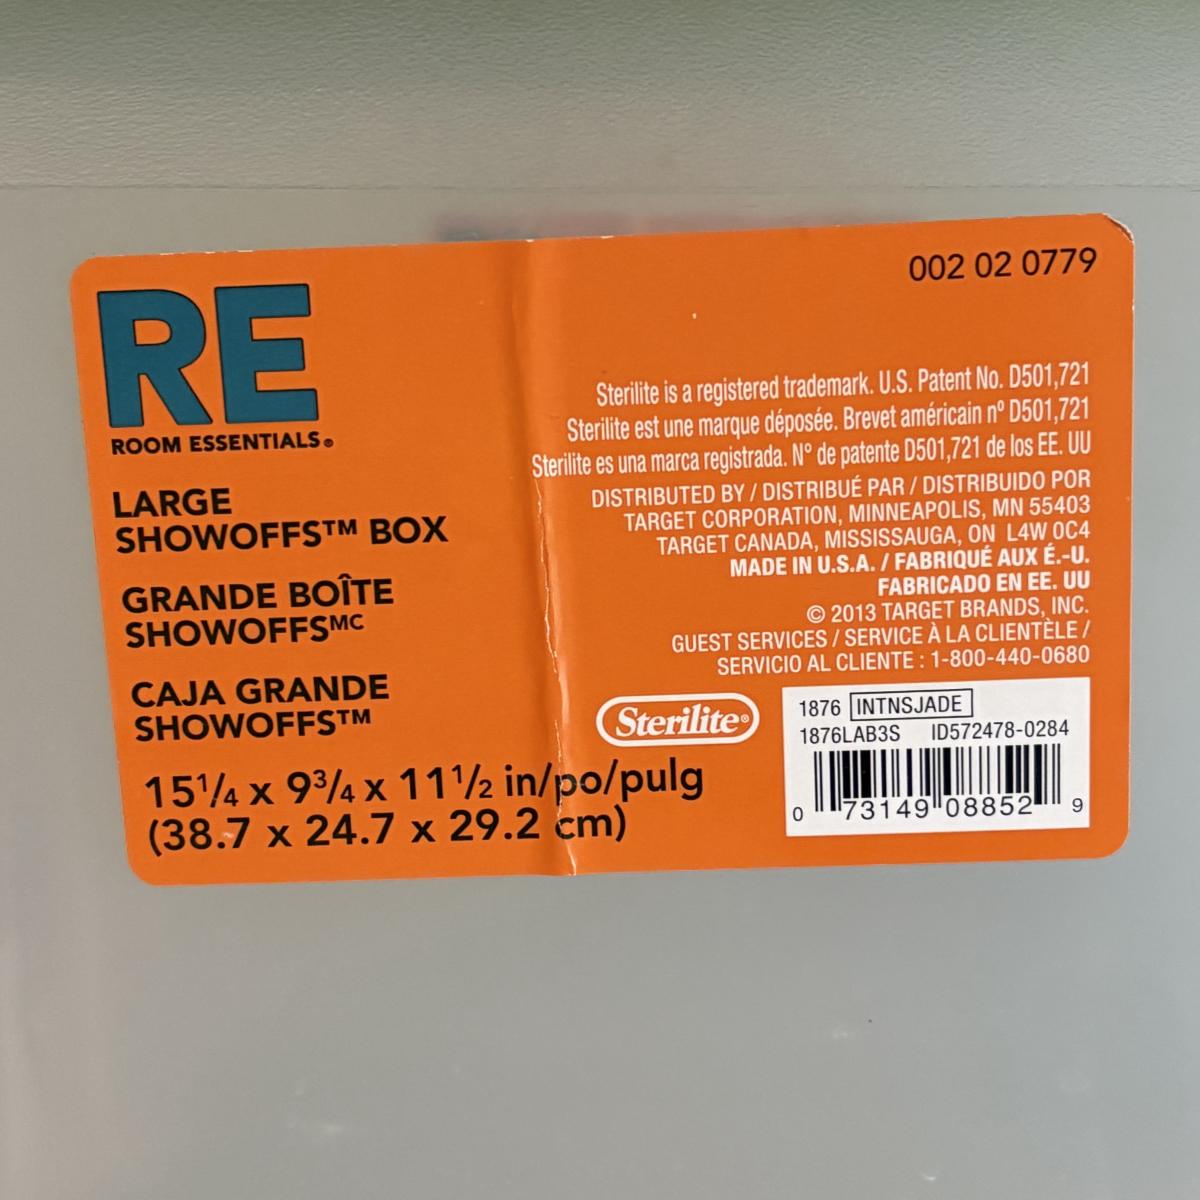 RE
ROOM ESSENTIALS®
LARGE
SHOWOFFS™ BOX
GRANDE BOÎTE
SHOWOFFSᴹᶜ
CAJA GRANDE
SHOWOFFS™
15¹/₄ x 9³/₄ x 11¹/₂ in/po/pulg
(38.7 x 24.7 x 29.2 cm)
002 02 0779
Sterilite is a registered trademark. U.S. Patent No. D501,721
Sterilite est une marque déposée. Brevet américain nº D501,721
Sterilite es una marca registrada. N° de patente D501,721 de los EE. UU
DISTRIBUTED BY / DISTRIBUÉ PAR / DISTRIBUIDO POR
TARGET CORPORATION, MINNEAPOLIS, MN 55403
TARGET CANADA, MISSISSAUGA, ON L4W 0C4
MADE IN U.S.A. / FABRIQUÉ AUX É.-U.
FABRICADO EN EE. UU
© 2013 TARGET BRANDS, INC.
GUEST SERVICES / SERVICE À LA CLIENTÈLE /
SERVICIO AL CLIENTE : 1-800-440-0680
Sterilite®
1876 INTNSJADE
1876LAB3S ID572478-0284
0 73149 08852 9